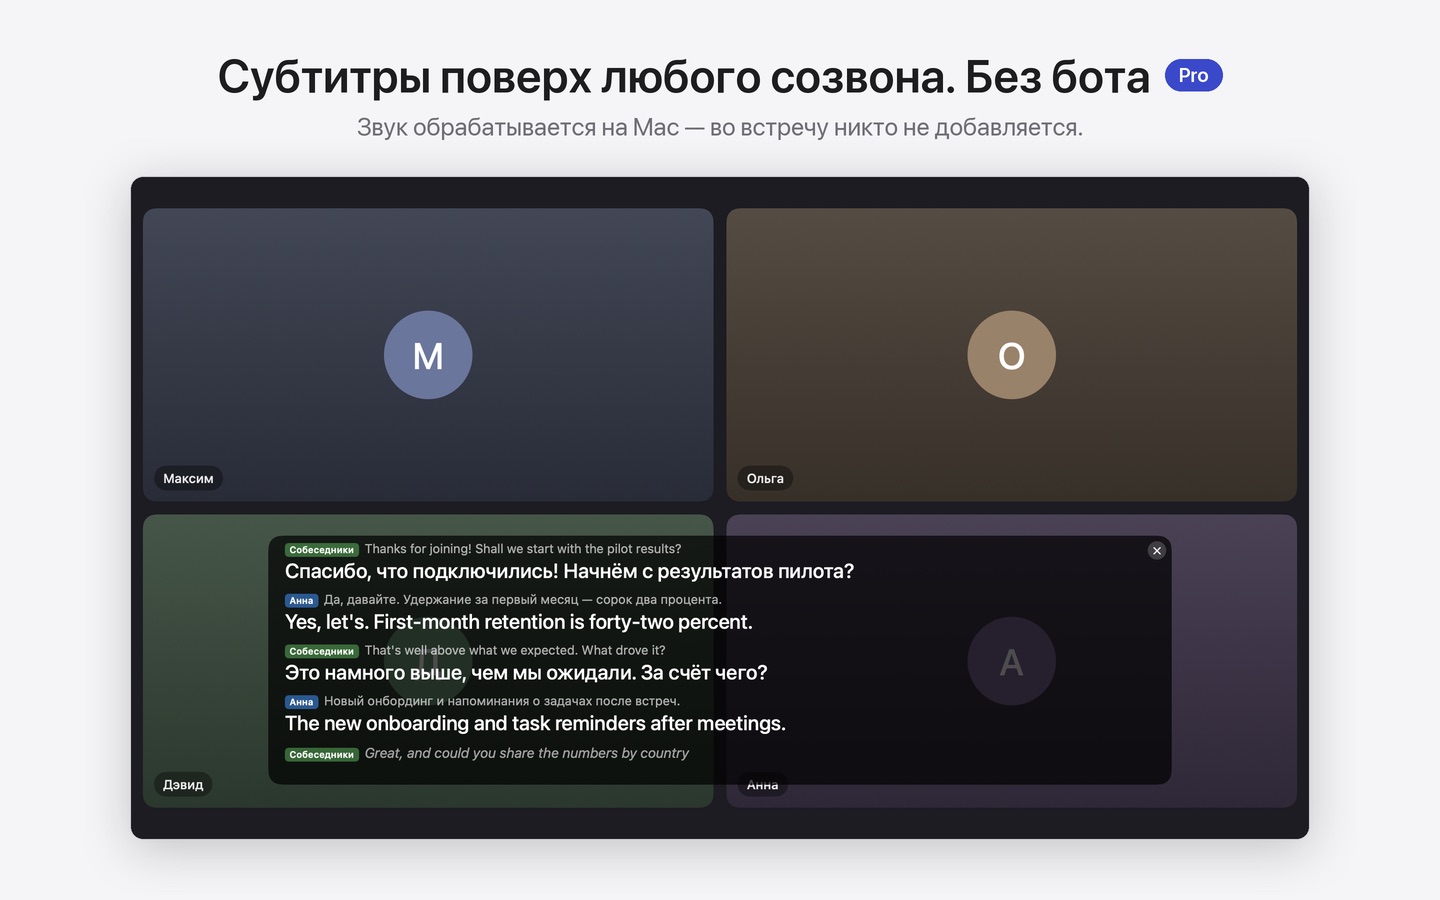 Субтитры поверх любого созвона. Без бота Pro
Звук обрабатывается на Mac — во встречу никто не добавляется.
М
О
Максим
Ольга
Собеседники Thanks for joining! Shall we start with the pilot results?
Спасибо, что подключились! Начнём с результатов пилота?
Анна Да, давайте. Удержание за первый месяц — сорок два процента.
Yes, let's. First-month retention is forty-two percent.
Собеседники That's well above what we expected. What drove it?
Это намного выше, чем мы ожидали. За счёт чего?
Анна Новый онбординг и напоминания о задачах после встреч.
The new onboarding and task reminders after meetings.
Собеседники Great, and could you share the numbers by country
А
Дэвид
Анна